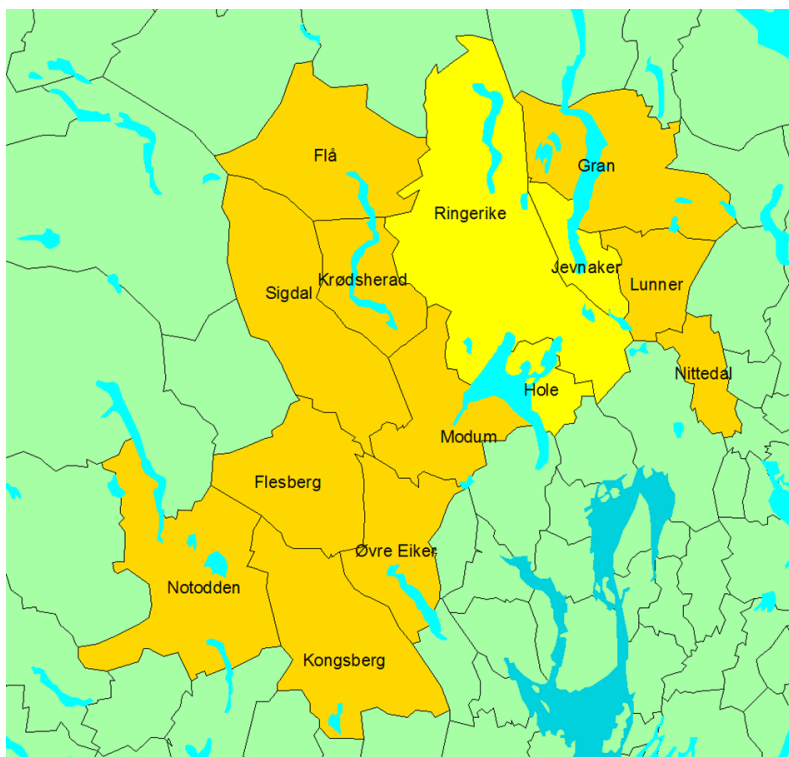 Flå
Gran
Ringerike
Jevnaker
Krødsherad
Lunner
Sigdal
Nittedal
Hole
Modum
Flesberg
Øvre Eiker
Notodden
Kongsberg